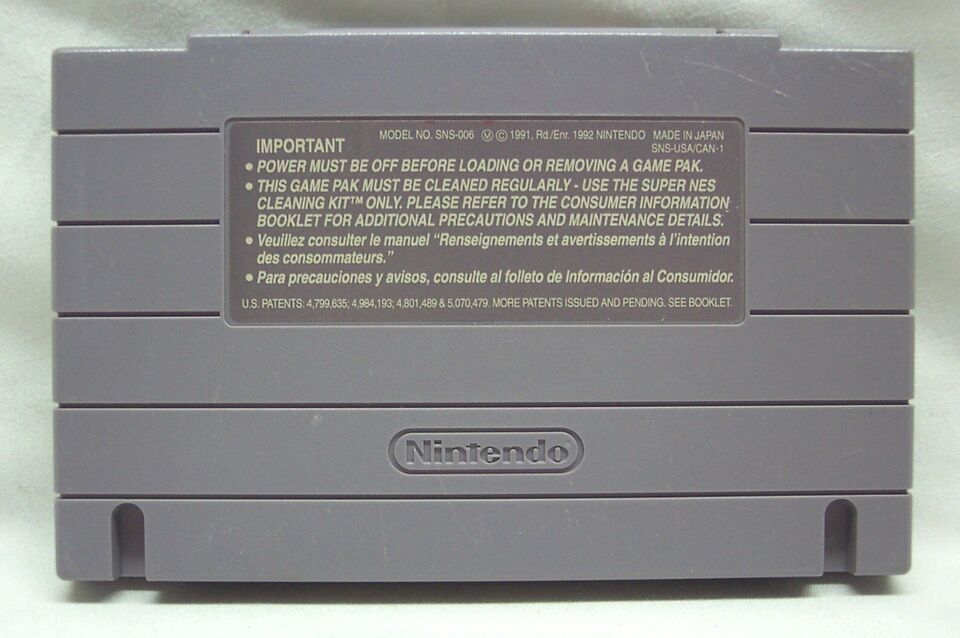 IMPORTANT
MODEL NO. SNS-006 Ⓜ © 1991, Rd./Enr. 1992 NINTENDO MADE IN JAPAN
SNS-USA/CAN-1
• POWER MUST BE OFF BEFORE LOADING OR REMOVING A GAME PAK.
• THIS GAME PAK MUST BE CLEANED REGULARLY - USE THE SUPER NES
CLEANING KIT™ ONLY. PLEASE REFER TO THE CONSUMER INFORMATION
BOOKLET FOR ADDITIONAL PRECAUTIONS AND MAINTENANCE DETAILS.
• Veuillez consulter le manuel “Renseignements et avertissements à l’intention
des consommateurs.”
• Para precauciones y avisos, consulte al folleto de Información al Consumidor.
U.S. PATENTS: 4,799,635; 4,984,193; 4,801,489 & 5,070,479. MORE PATENTS ISSUED AND PENDING. SEE BOOKLET.
Nintendo